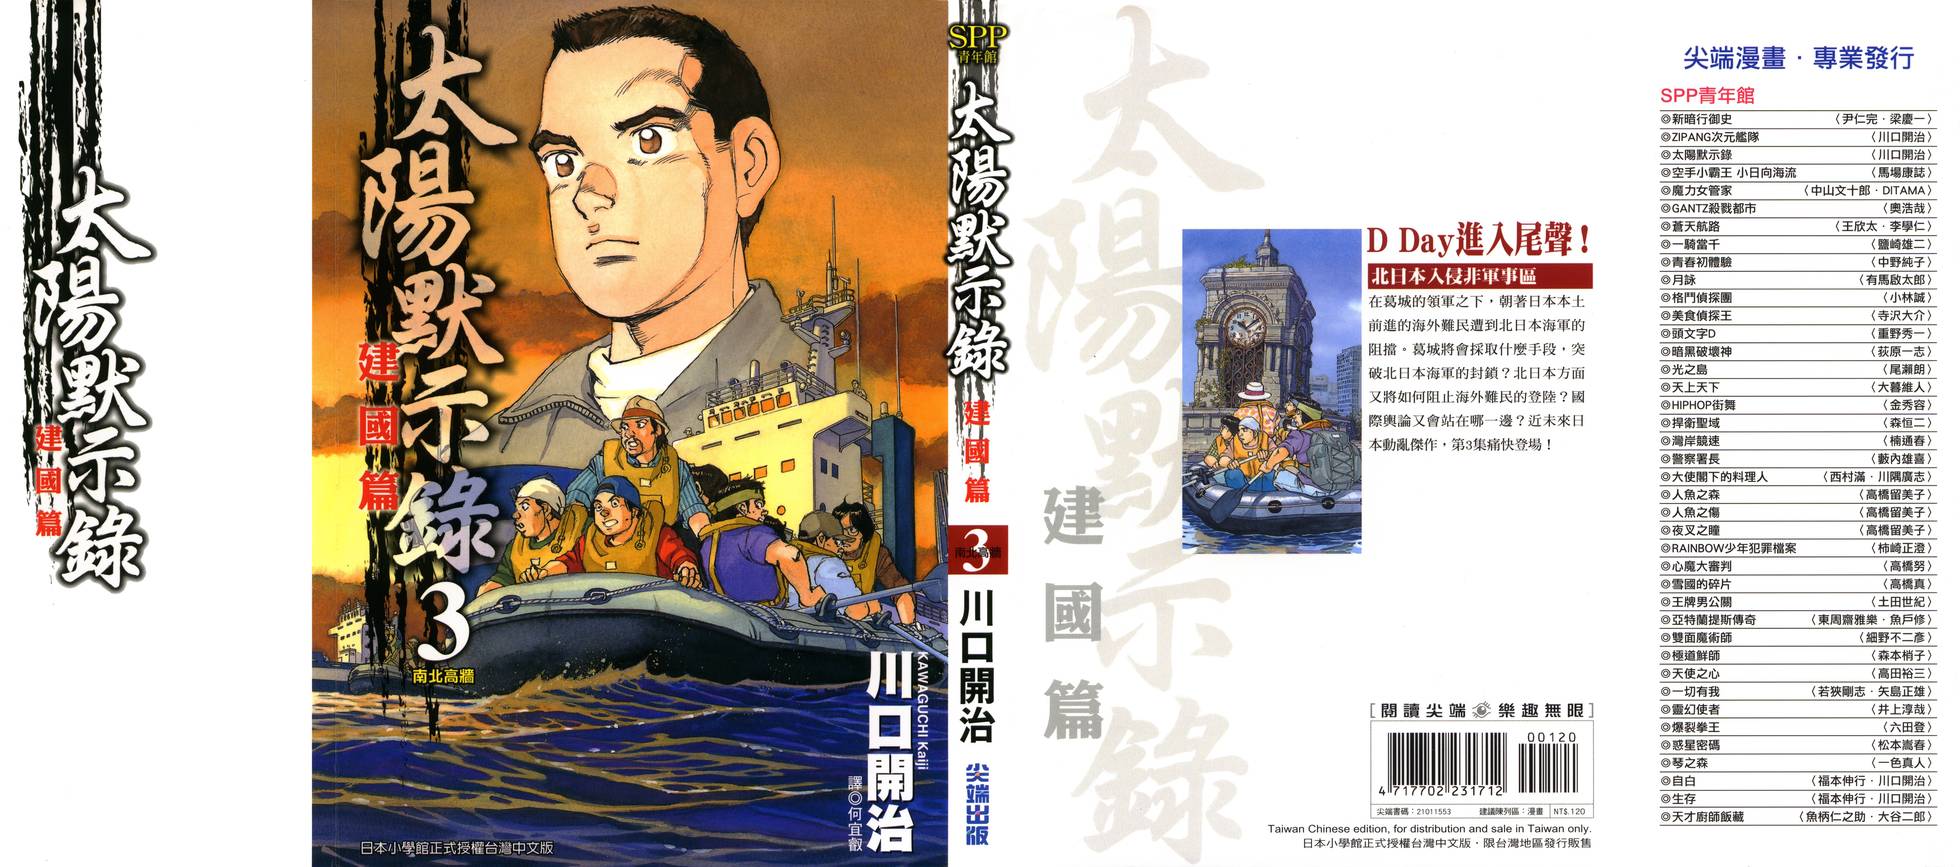 太陽默示錄
建國篇
太陽默示錄
建國篇
3
南北高牆
KAWAGUCHI Kaiji
川口開治
譯◎何宜叡
日本小學館正式授權台灣中文版
SPP
青年館
太陽默示錄
建國篇
3
南北高牆
川口開治
尖端出版
太陽默示錄
建國篇
D Day進入尾聲！
北日本入侵非軍事區
在葛城的領軍之下，朝著日本本土
前進的海外難民遭到北日本海軍的
阻擋。葛城將會採取什麼手段，突
破北日本海軍的封鎖？北日本方面
又將如何阻止海外難民的登陸？國
際輿論又會站在哪一邊？近未來日
本動亂傑作，第3集痛快登場！
［閱讀尖端 樂趣無限］
00120
4 717702 231712
尖端書碼：21011553 建議陳列區：漫畫 NT$.120
Taiwan Chinese edition, for distribution and sale in Taiwan only.
日本小學館正式授權台灣中文版．限台灣地區發行販售
尖端漫畫．專業發行
SPP青年館
◎新暗行御史〈尹仁完．梁慶一〉
◎ZIPANG次元艦隊〈川口開治〉
◎太陽默示錄〈川口開治〉
◎空手小霸王 小日向海流〈馬場康誌〉
◎魔力女管家〈中山文十郎．DITAMA〉
◎GANTZ殺戮都市〈奧浩哉〉
◎蒼天航路〈王欣太．李學仁〉
◎一騎當千〈鹽崎雄二〉
◎青春初體驗〈中野純子〉
◎月詠〈有馬啟太郎〉
◎格鬥偵探團〈小林誠〉
◎美食偵探王〈寺沢大介〉
◎頭文字D〈重野秀一〉
◎暗黑破壞神〈萩原一志〉
◎光之島〈尾瀨朗〉
◎天上天下〈大暮維人〉
◎HIPHOP街舞〈金秀容〉
◎捍衛聖域〈森恒二〉
◎灣岸競速〈楠通春〉
◎警察署長〈藪內雄喜〉
◎大使閣下的料理人〈西村滿．川隅廣志〉
◎人魚之森〈高橋留美子〉
◎人魚之傷〈高橋留美子〉
◎夜叉之瞳〈高橋留美子〉
◎RAINBOW少年犯罪檔案〈柿崎正澄〉
◎心魔大審判〈高橋努〉
◎雪國的碎片〈高橋真〉
◎王牌男公關〈土田世紀〉
◎亞特蘭提斯傳奇〈東周齋雅樂．魚戶修〉
◎雙面魔術師〈細野不二彥〉
◎極道鮮師〈森本梢子〉
◎天使之心〈高田裕三〉
◎一切有我〈若狹剛志．矢島正雄〉
◎靈幻使者〈井上淳哉〉
◎爆裂拳王〈六田登〉
◎惑星密碼〈松本嵩春〉
◎琴之森〈一色真人〉
◎自白〈福本伸行．川口開治〉
◎生存〈福本伸行．川口開治〉
◎天才廚師飯藏〈魚柄仁之助．大谷二郎〉